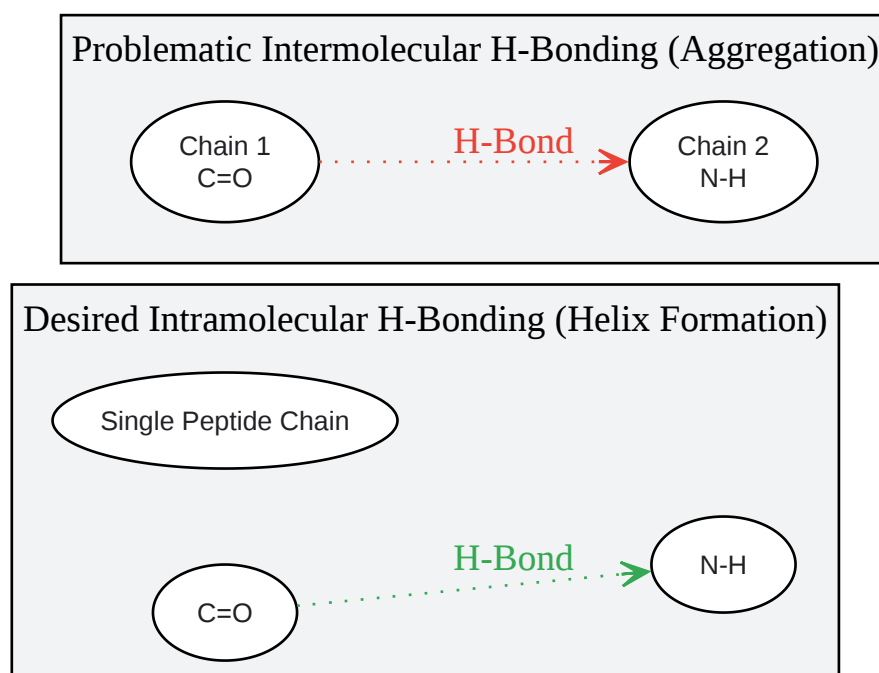 Problematic Intermolecular H-Bonding (Aggregation)
Chain 1
C=O
H-Bond
Chain 2
N-H
Desired Intramolecular H-Bonding (Helix Formation)
Single Peptide Chain
H-Bond
N-H
C=O